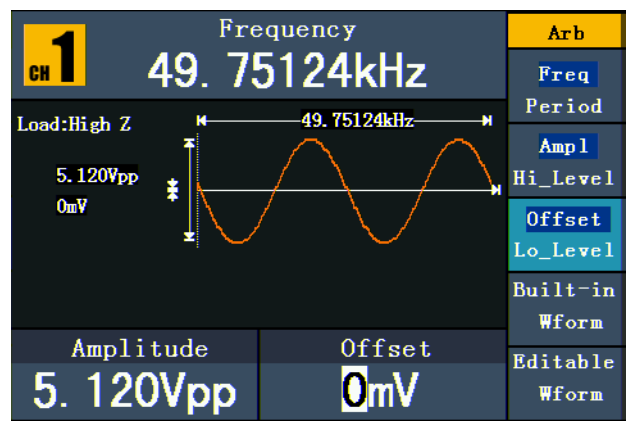 CH 1
Frequency
49.75124kHz
Load:High Z
49.75124kHz
5.120Vpp
0mV
Amplitude
5.120Vpp
Offset
0mV
Arb
Freq
Period
Ampl
Hi_Level
Offset
Lo_Level
Built-in
Wform
Editable
Wform